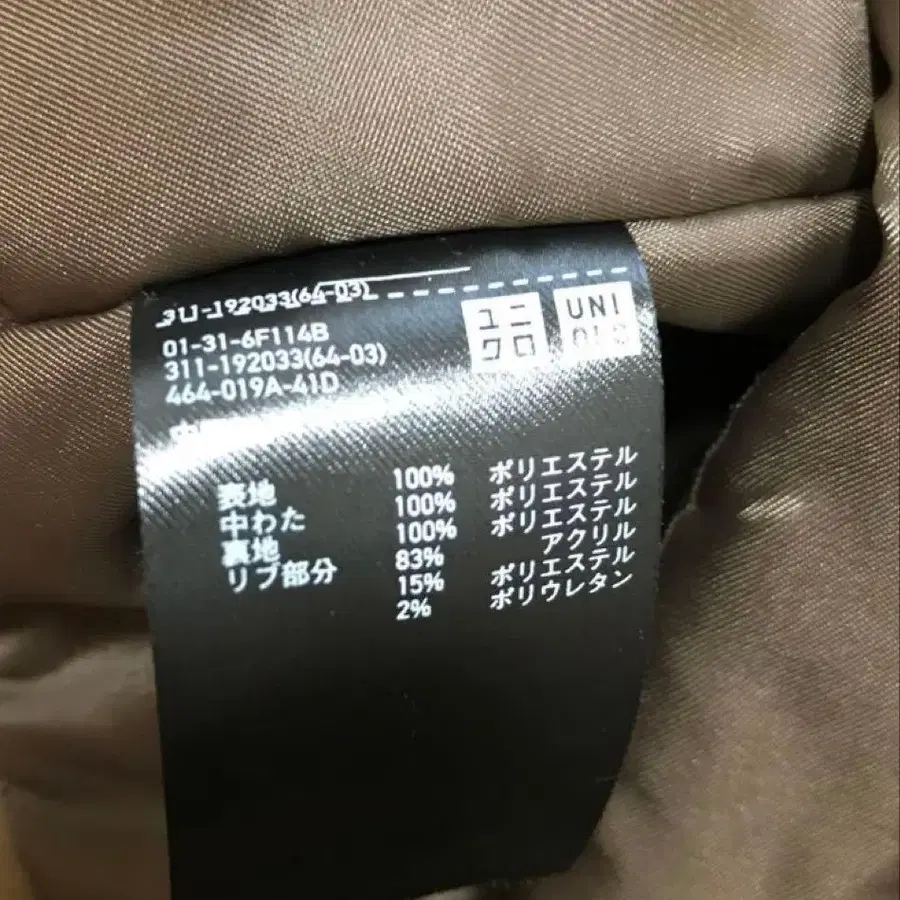 311-192033(64-03)
01-31-6F114B
311-192033(64-03)
464-019A-41D
ユニクロ
UNIQLO
表地 100% ポリエステル
中わた 100% ポリエステル
裏地 100% ポリエステル
リブ部分 83% アクリル
15% ポリエステル
2% ポリウレタン